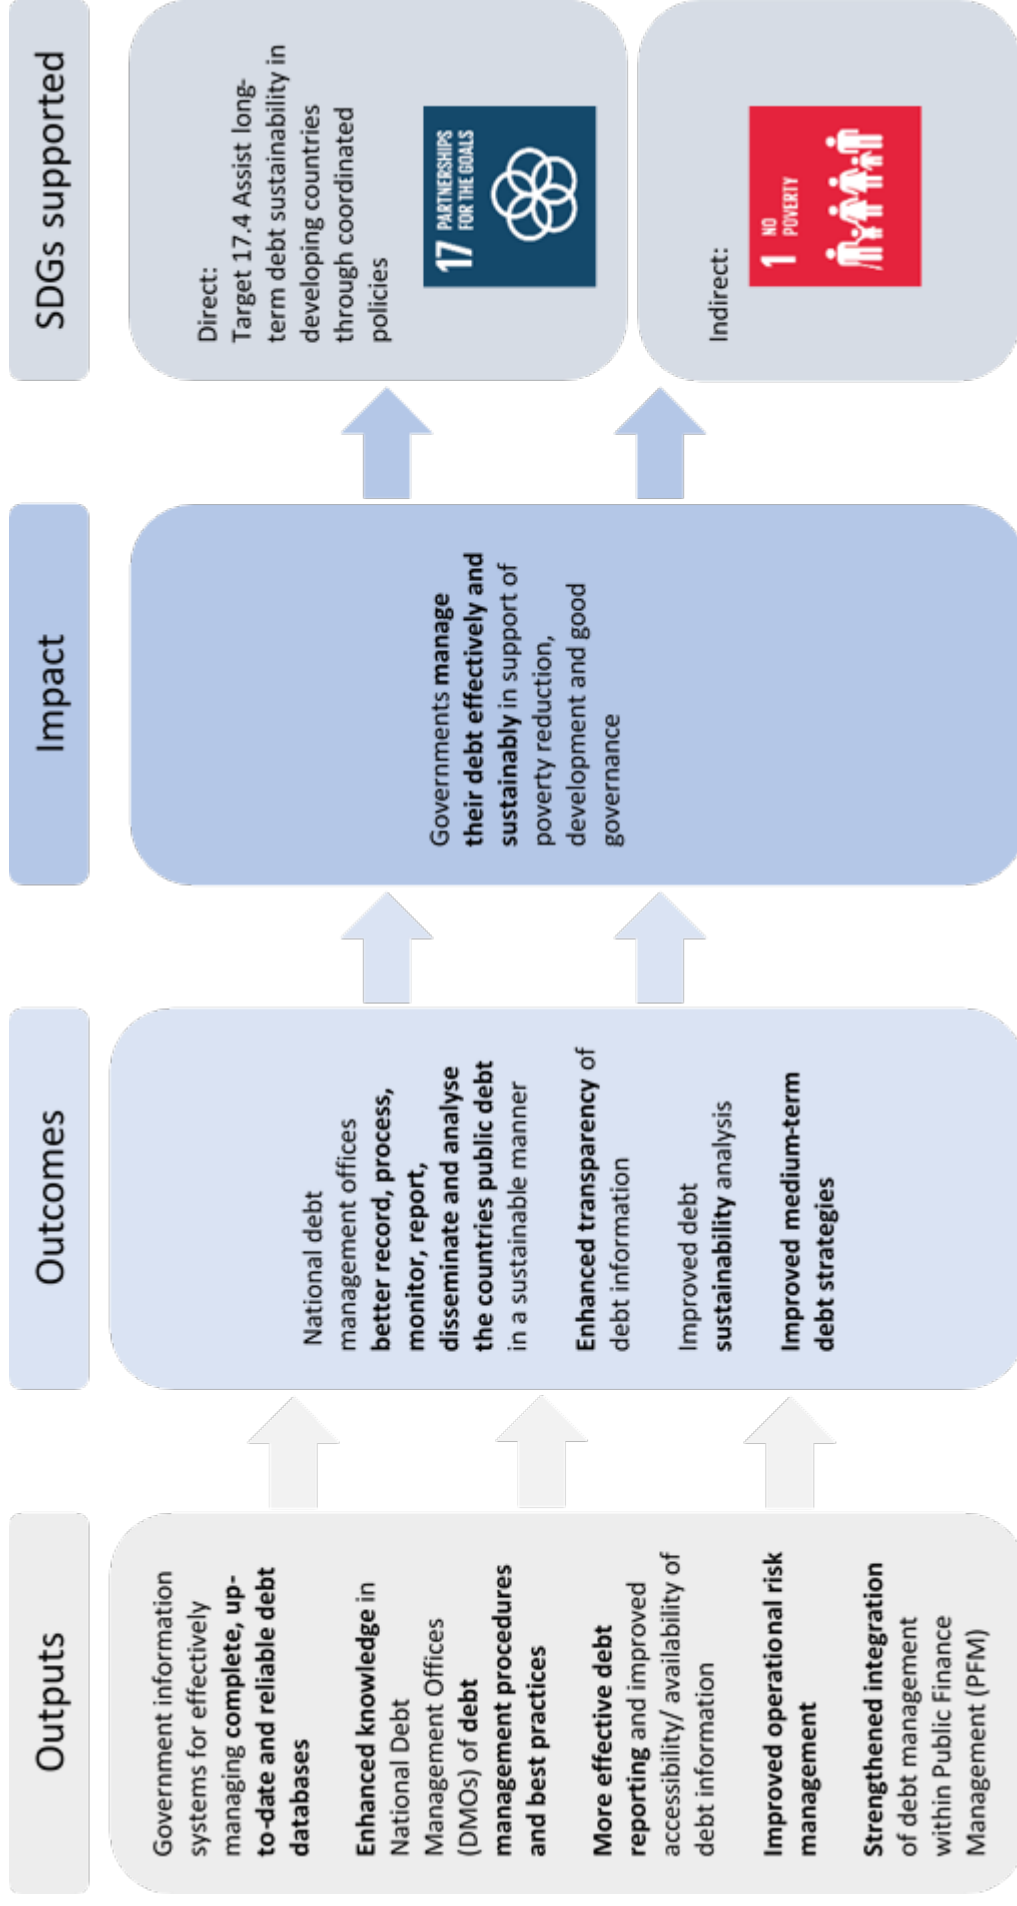 Outputs
Government information
systems for effectively
managing complete, up-
to-date and reliable debt
databases
Enhanced knowledge in
National Debt
Management Offices
(DMOs) of debt
management procedures
and best practices
More effective debt
reporting and improved
accessibility/ availability of
debt information
Improved operational risk
management
Strengthened integration
of debt management
within Public Finance
Management (PFM)
Outcomes
National debt
management offices
better record, process,
monitor, report,
disseminate and analyse
the countries public debt
in a sustainable manner
Enhanced transparency of
debt information
Improved debt
sustainability analysis
Improved medium-term
debt strategies
Impact
Governments manage
their debt effectively and
sustainably in support of
poverty reduction,
development and good
governance
SDGs supported
Direct:
Target 17.4 Assist long-
term debt sustainability in
developing countries
through coordinated
policies
17 PARTNERSHIPS
FOR THE GOALS
Indirect:
1 NO
POVERTY